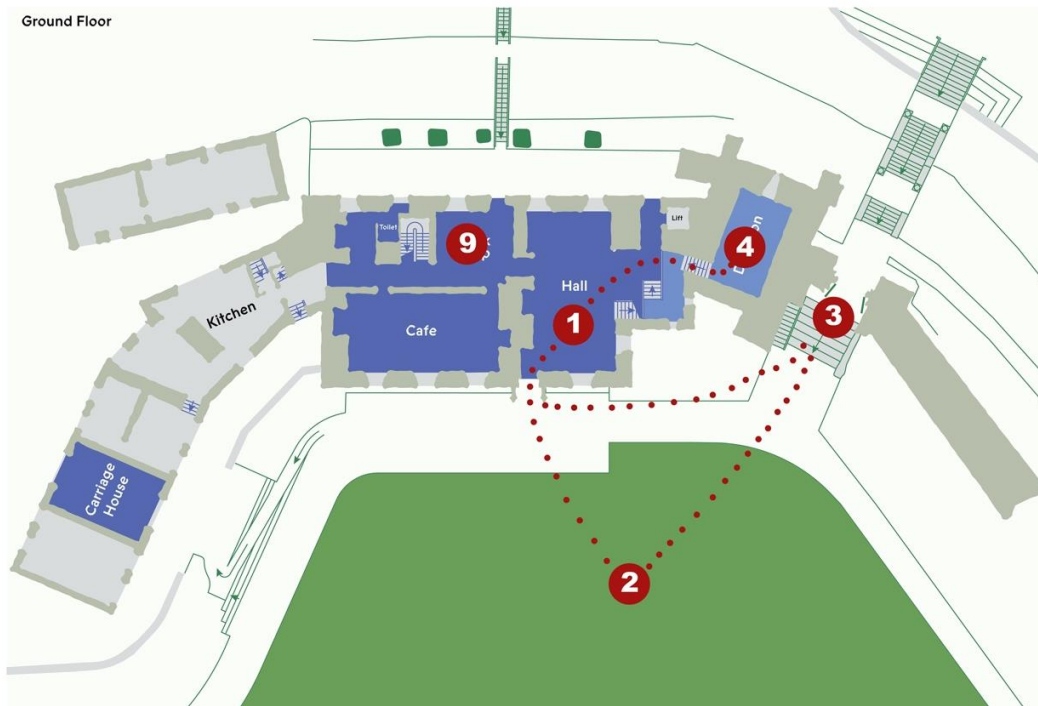 Ground Floor
Toilet
9
Lift
4
Hall
Kitchen
Cafe
1
3
Carriage
House
2